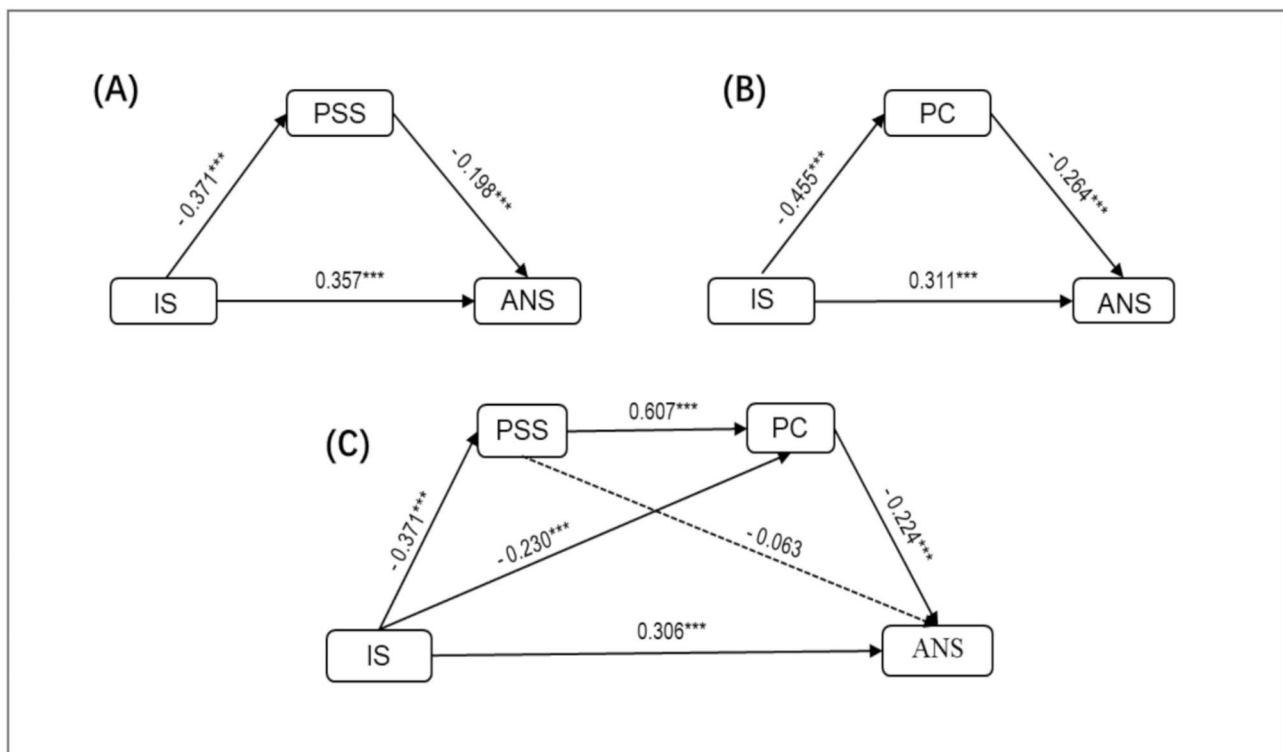 (A)
PSS
- 0.371***
- 0.198***
IS
0.357***
ANS
(B)
PC
- 0.455***
- 0.264***
IS
0.311***
ANS
(C)
PSS
0.607***
PC
- 0.371***
- 0.230***
- 0.063
- 0.224***
IS
0.306***
ANS